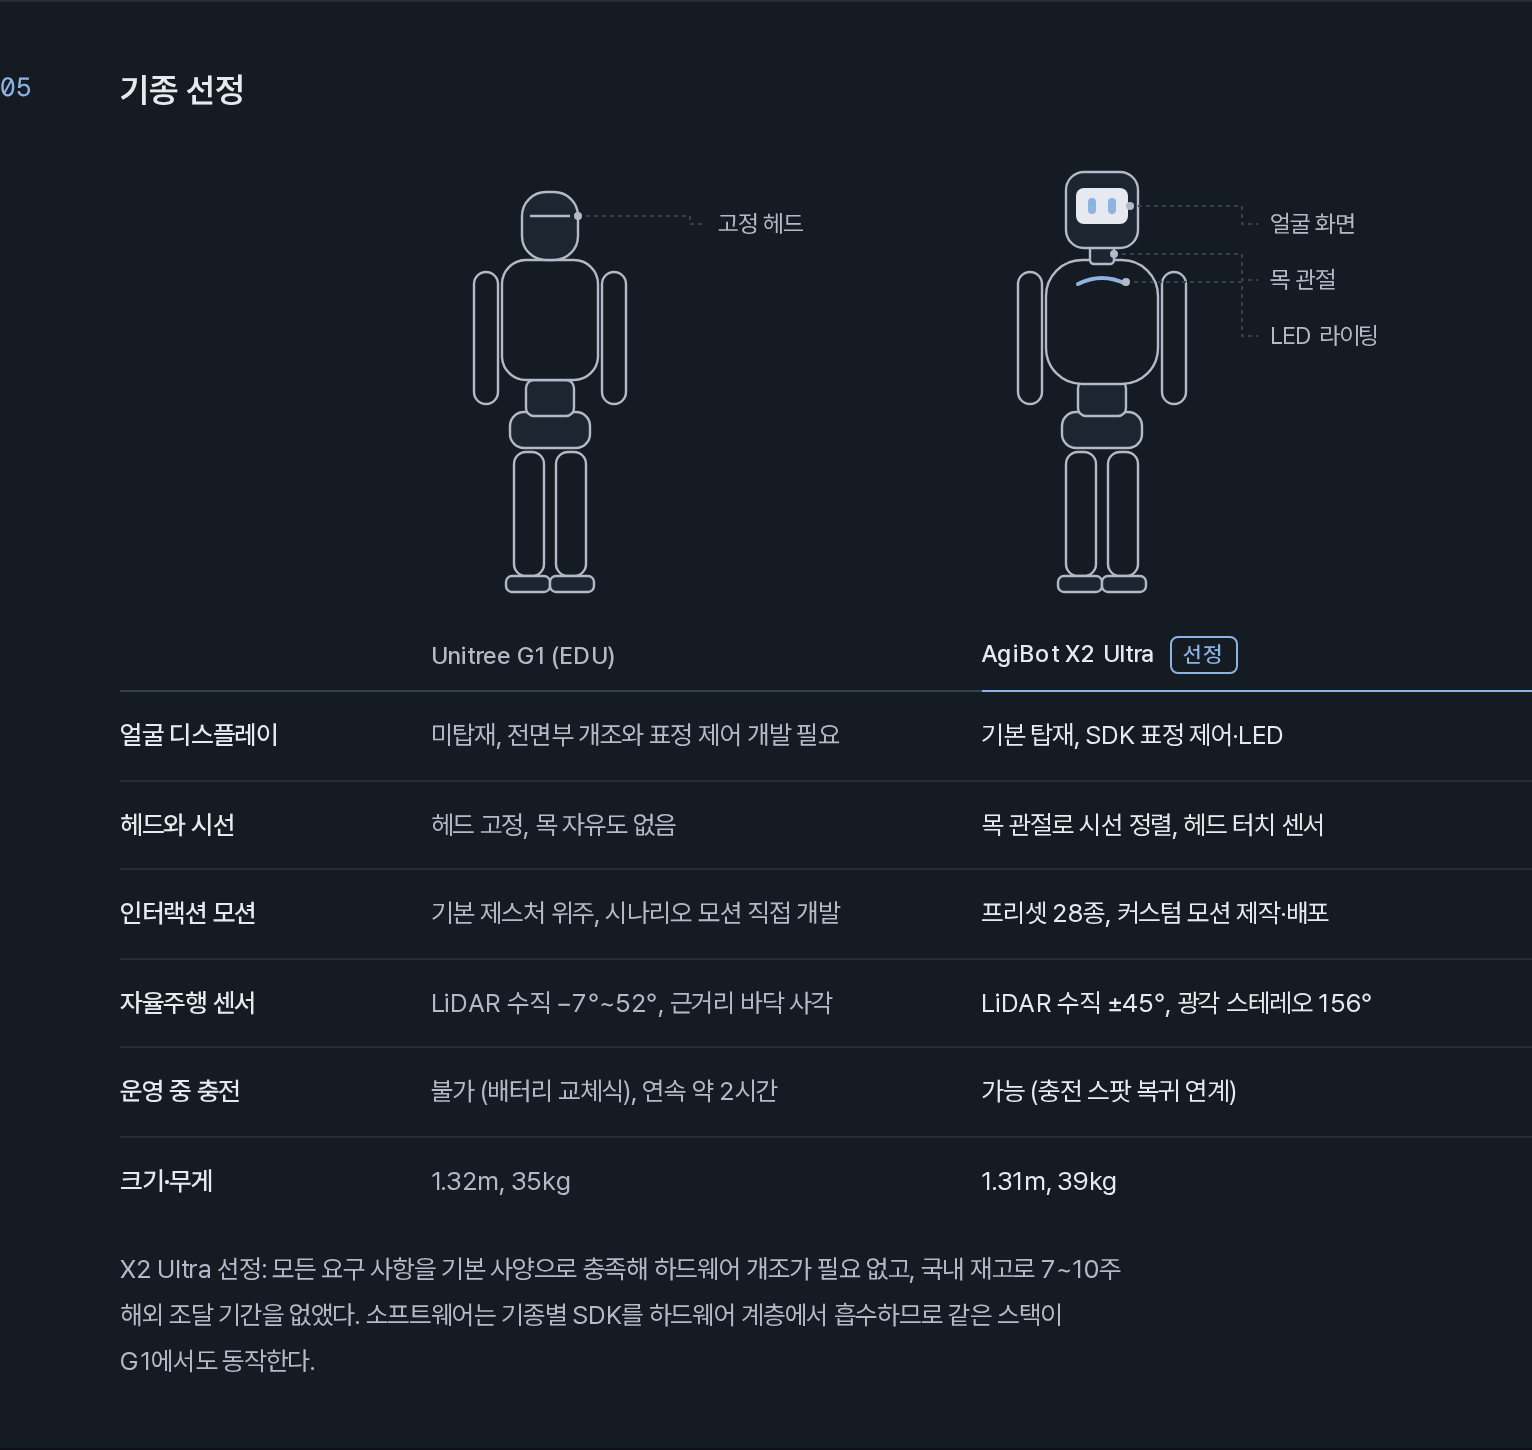 05
기종 선정
고정 헤드
얼굴 화면
목 관절
LED 라이팅
Unitree G1 (EDU)
AgiBot X2 Ultra 선정
얼굴 디스플레이 미탑재, 전면부 개조와 표정 제어 개발 필요 기본 탑재, SDK 표정 제어·LED
헤드와 시선 헤드 고정, 목 자유도 없음 목 관절로 시선 정렬, 헤드 터치 센서
인터랙션 모션 기본 제스처 위주, 시나리오 모션 직접 개발 프리셋 28종, 커스텀 모션 제작·배포
자율주행 센서 LiDAR 수직 −7°~52°, 근거리 바닥 사각 LiDAR 수직 ±45°, 광각 스테레오 156°
운영 중 충전 불가 (배터리 교체식), 연속 약 2시간 가능 (충전 스팟 복귀 연계)
크기·무게 1.32m, 35kg 1.31m, 39kg
X2 Ultra 선정: 모든 요구 사항을 기본 사양으로 충족해 하드웨어 개조가 필요 없고, 국내 재고로 7~10주
해외 조달 기간을 없앴다. 소프트웨어는 기종별 SDK를 하드웨어 계층에서 흡수하므로 같은 스택이
G1에서도 동작한다.